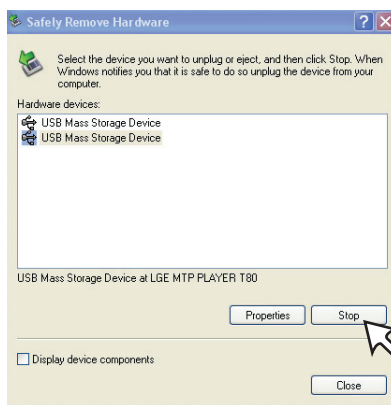 Safely Remove Hardware
Select the device you want to unplug or eject, and then click Stop. When
Windows notifies you that it is safe to do so unplug the device from your
computer.
Hardware devices:
USB Mass Storage Device
USB Mass Storage Device
USB Mass Storage Device at LGE MTP PLAYER T80
Properties
Stop
Display device components
Close